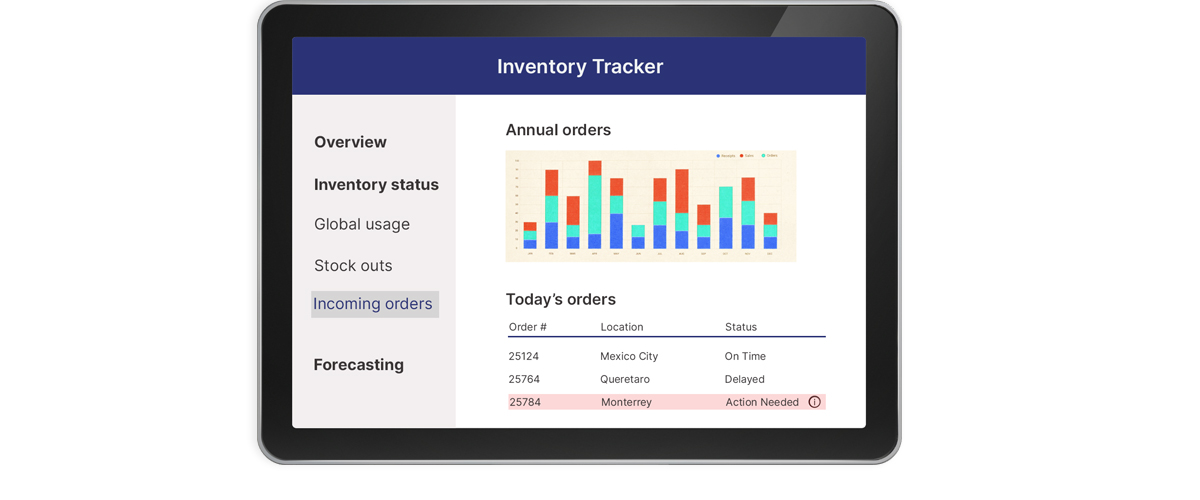 Inventory Tracker
Overview
Inventory status
Global usage
Stock outs
Incoming orders
Forecasting
Annual orders
Today’s orders
Order # Location Status
25124 Mexico City On Time
25764 Queretaro Delayed
25784 Monterrey Action Needed